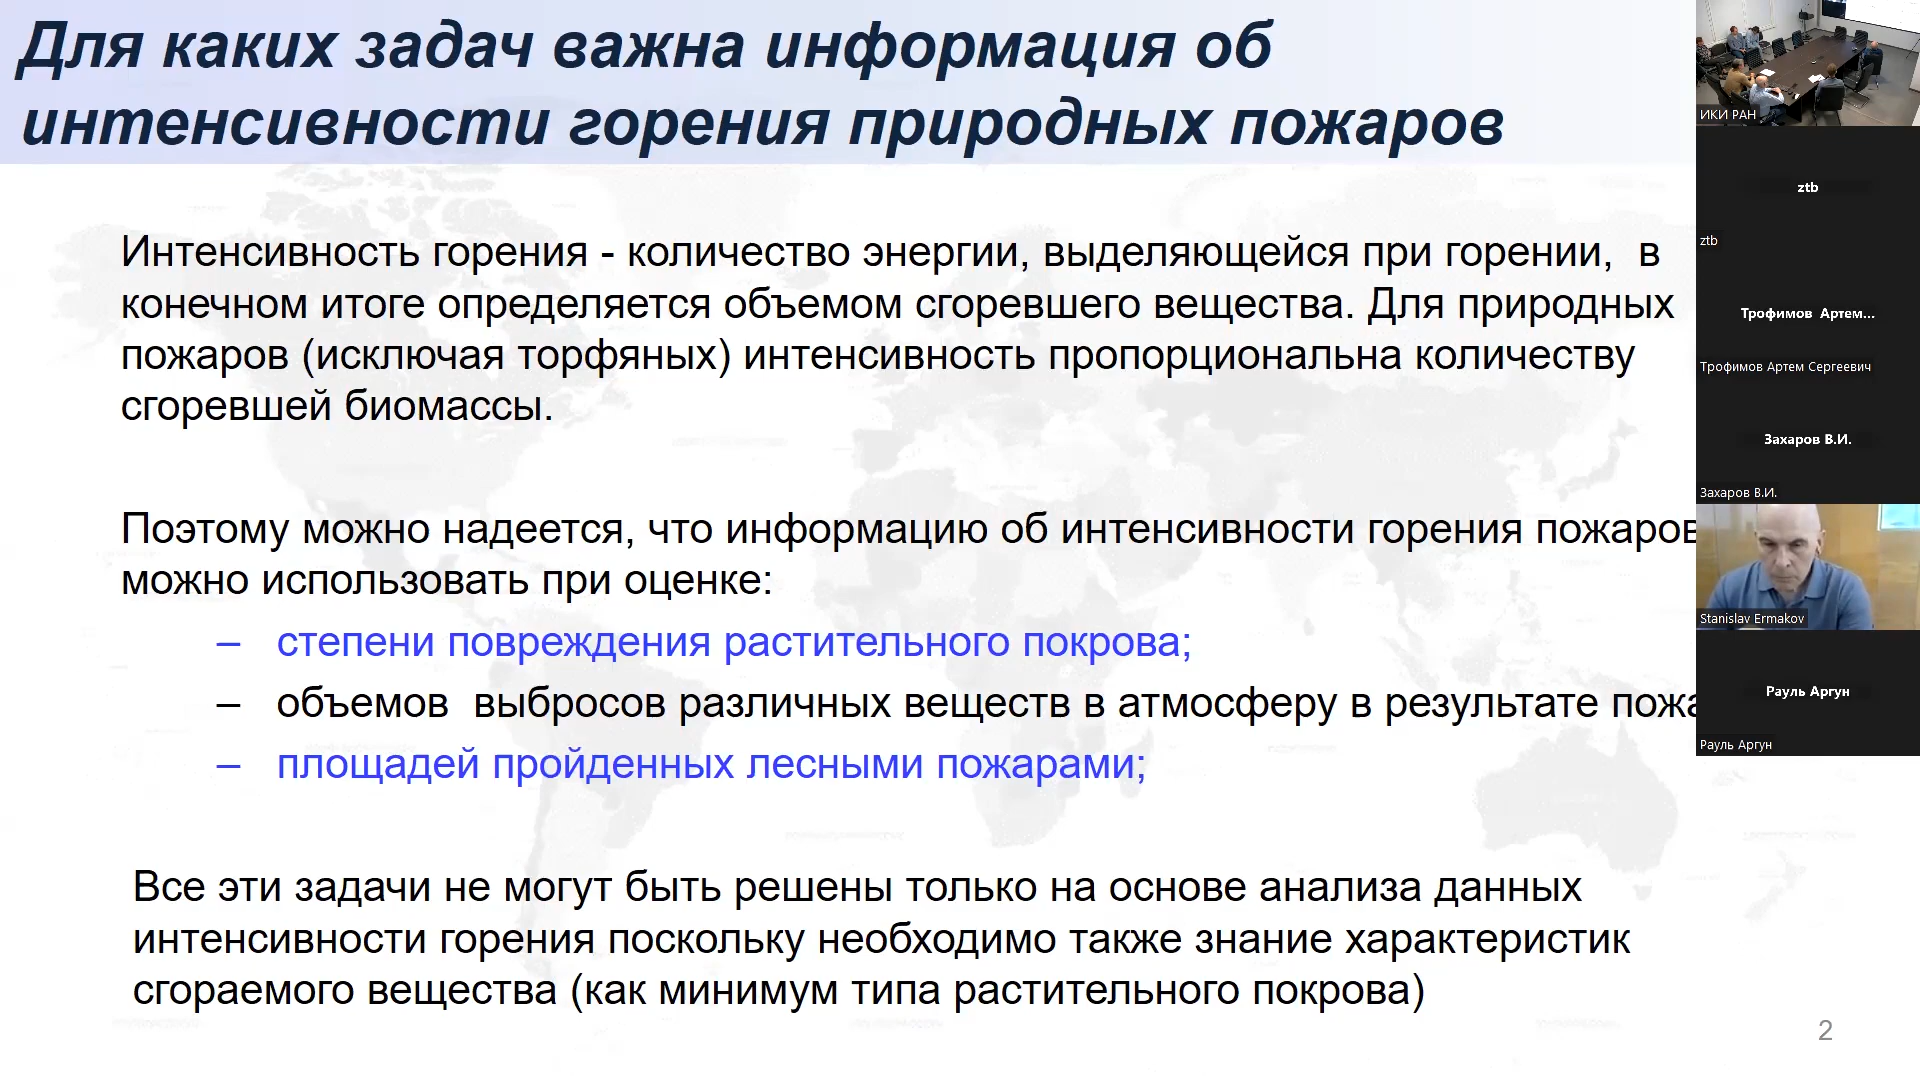 Для каких задач важна информация об
интенсивности горения природных пожаров
Интенсивность горения - количество энергии, выделяющейся при горении,  в
конечном итоге определяется объемом сгоревшего вещества. Для природных
пожаров (исключая торфяных) интенсивность пропорциональна количеству
сгоревшей биомассы.
Поэтому можно надеется, что информацию об интенсивности горения пожаров
можно использовать при оценке:
– степени повреждения растительного покрова;
– объемов  выбросов различных веществ в атмосферу в результате
– площадей пройденных лесными пожарами;
Все эти задачи не могут быть решены только на основе анализа данных
интенсивности горения поскольку необходимо также знание характеристик
сгораемого вещества (как минимум типа растительного покрова)
2
ИКИ РАН
ztb
ztb
Трофимов Артем...
Трофимов Артем Сергеевич
Захаров В.И.
Захаров В.И.
Stanislav Ermakov
Рауль Аргун
Рауль Аргун